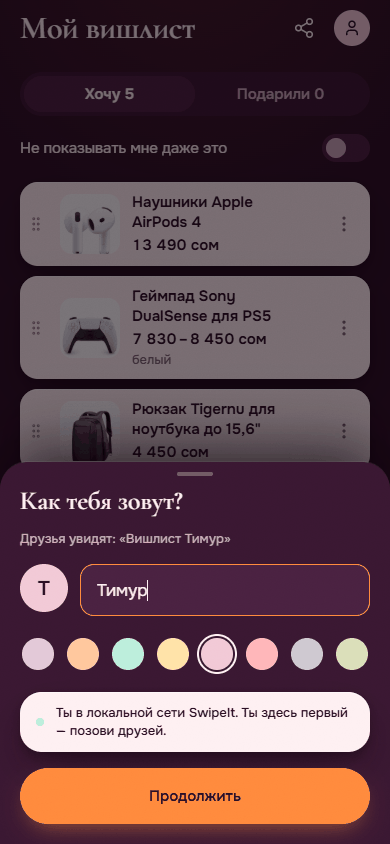 Мой вишлист
Хочу 5
Подарили 0
Не показывать мне даже это
Наушники Apple
AirPods 4
13 490 сом
Геймпад Sony
DualSense для PS5
7 830 – 8 450 сом
белый
Рюкзак Tigernu для
ноутбука до 15,6"
4 450 сом
Как тебя зовут?
Друзья увидят: «Вишлист Тимур»
Т
Тимур
Ты в локальной сети SwipeIt. Ты здесь первый
— позови друзей.
Продолжить